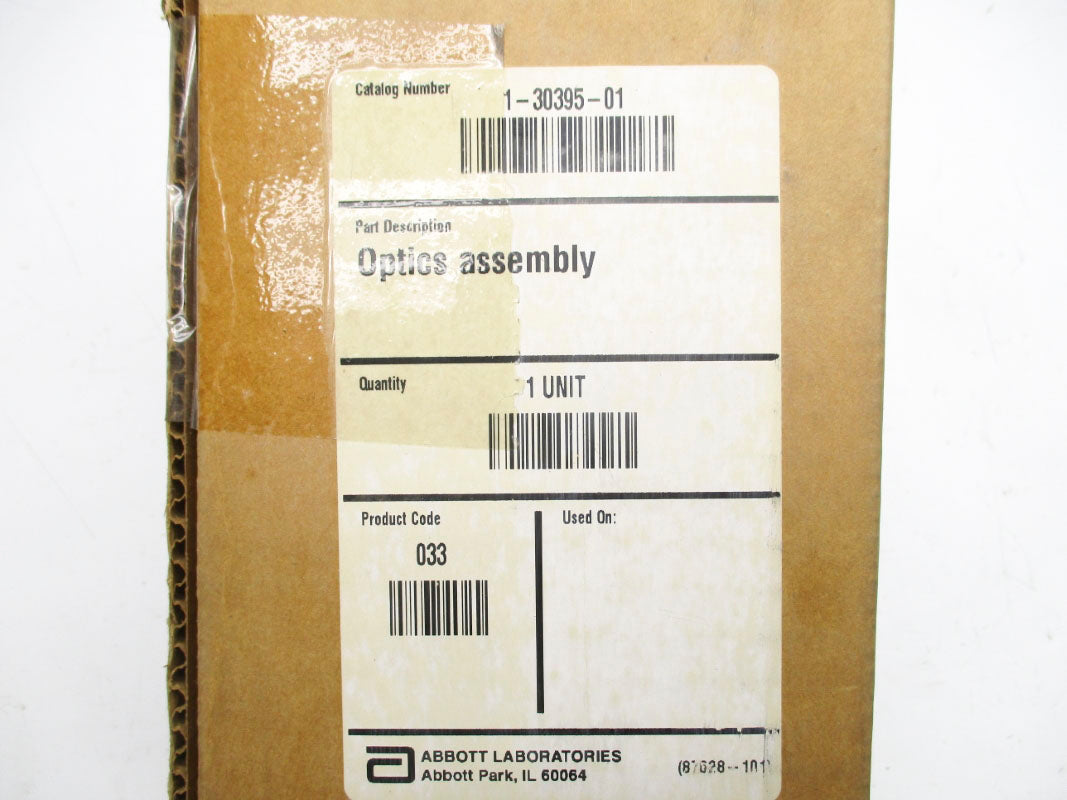 Catalog Number
1-30395-01
Part Description
Optics assembly
Quantity
1 UNIT
Product Code
Used On:
033
ABBOTT LABORATORIES
Abbott Park, IL 60064